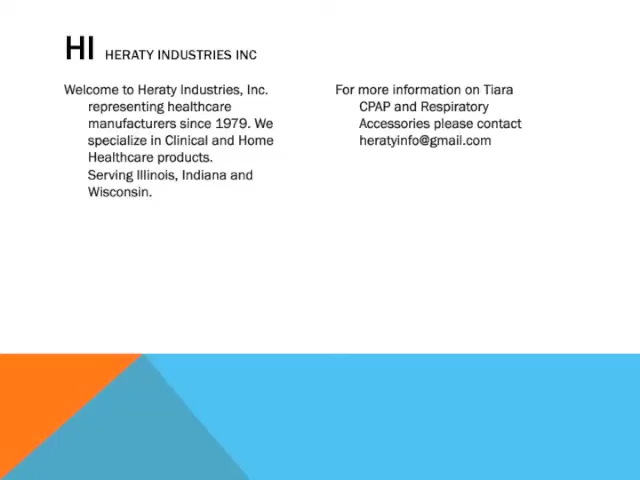 HI HERATY INDUSTRIES INC
Welcome to Heraty Industries, Inc.
representing healthcare
manufacturers since 1979. We
specialize in Clinical and Home
Healthcare products.
Serving Illinois, Indiana and
Wisconsin.
For more information on Tiara
CPAP and Respiratory
Accessories please contact
heratyinfo@gmail.com